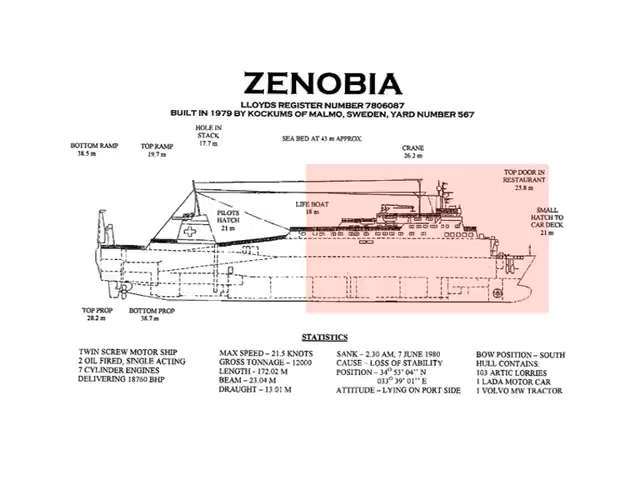 ZENOBIA
LLOYDS REGISTER NUMBER 7806087
BUILT IN 1979 BY KOCKUMS OF MALMO, SWEDEN, YARD NUMBER 567
BOTTOM RAMP
38.5 m
TOP RAMP
19.7 m
HOLE IN
STACK
17.7 m
SEA BED AT 43 m APPROX.
CRANE
26.2 m
TOP DOOR IN
RESTAURANT
25.8 m
PILOTS
HATCH
21 m
LIFE BOAT
18 m
SMALL
HATCH TO
CAR DECK
21 m
TOP PROP
28.2 m
BOTTOM PROP
38.7 m
STATISTICS
TWIN SCREW MOTOR SHIP
2 OIL FIRED, SINGLE ACTING
7 CYLINDER ENGINES
DELIVERING 18760 BHP
MAX SPEED – 21.5 KNOTS
GROSS TONNAGE – 12000
LENGTH - 172.02 M
BEAM – 23.04 M
DRAUGHT – 13.01 M
SANK – 2.30 AM, 7 JUNE 1980
CAUSE – LOSS OF STABILITY
POSITION – 34° 53' 04'' N
033° 39' 01'' E
ATTITUDE – LYING ON PORT SIDE
BOW POSITION – SOUTH
HULL CONTAINS:
103 ARTIC LORRIES
1 LADA MOTOR CAR
1 VOLVO MW TRACTOR